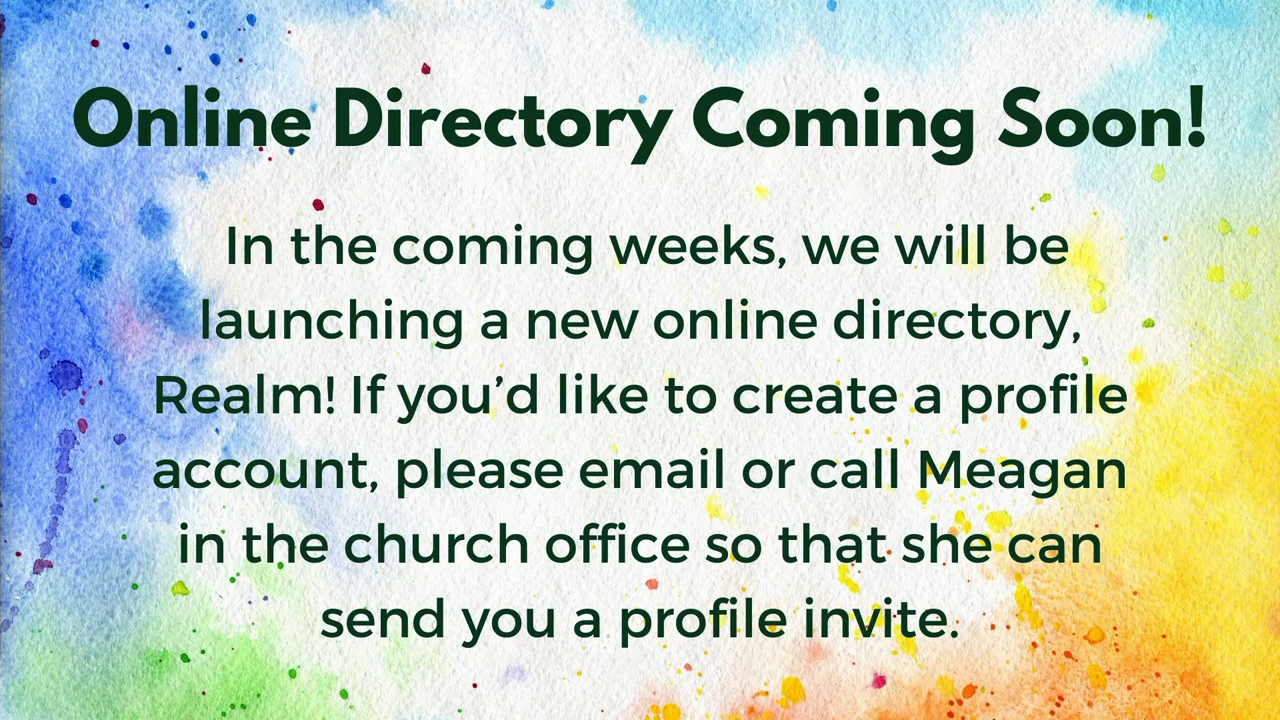 Online Directory Coming Soon!
In the coming weeks, we will be
launching a new online directory,
Realm! If you’d like to create a profile
account, please email or call Meagan
in the church office so that she can
send you a profile invite.